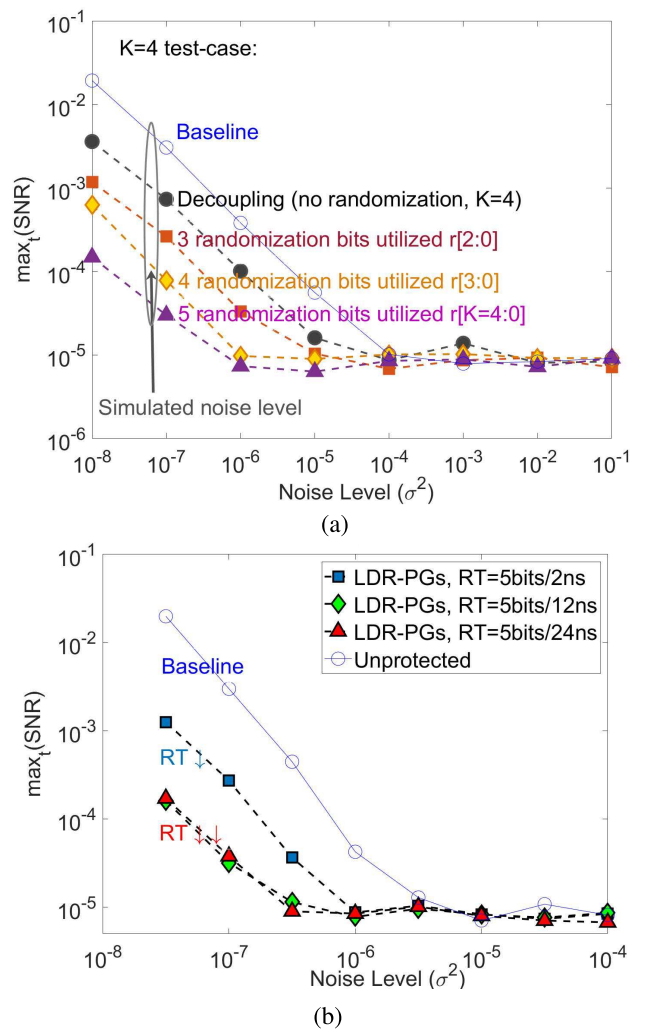 10^-1
K=4 test-case:
10^-2
Baseline
10^-3
Decoupling (no randomization, K=4)
3 randomization bits utilized r[2:0]
10^-4
4 randomization bits utilized r[3:0]
5 randomization bits utilized r[K=4:0]
10^-5
Simulated noise level
10^-6
max_t(SNR)
10^-8 10^-7 10^-6 10^-5 10^-4 10^-3 10^-2 10^-1
Noise Level (σ^2)
(a)
10^-1
LDR-PGs, RT=5bits/2ns
LDR-PGs, RT=5bits/12ns
LDR-PGs, RT=5bits/24ns
Unprotected
10^-2
Baseline
10^-3
RT ↓
10^-4
RT ↓↓
10^-5
max_t(SNR)
10^-8 10^-7 10^-6 10^-5 10^-4
Noise Level (σ^2)
(b)